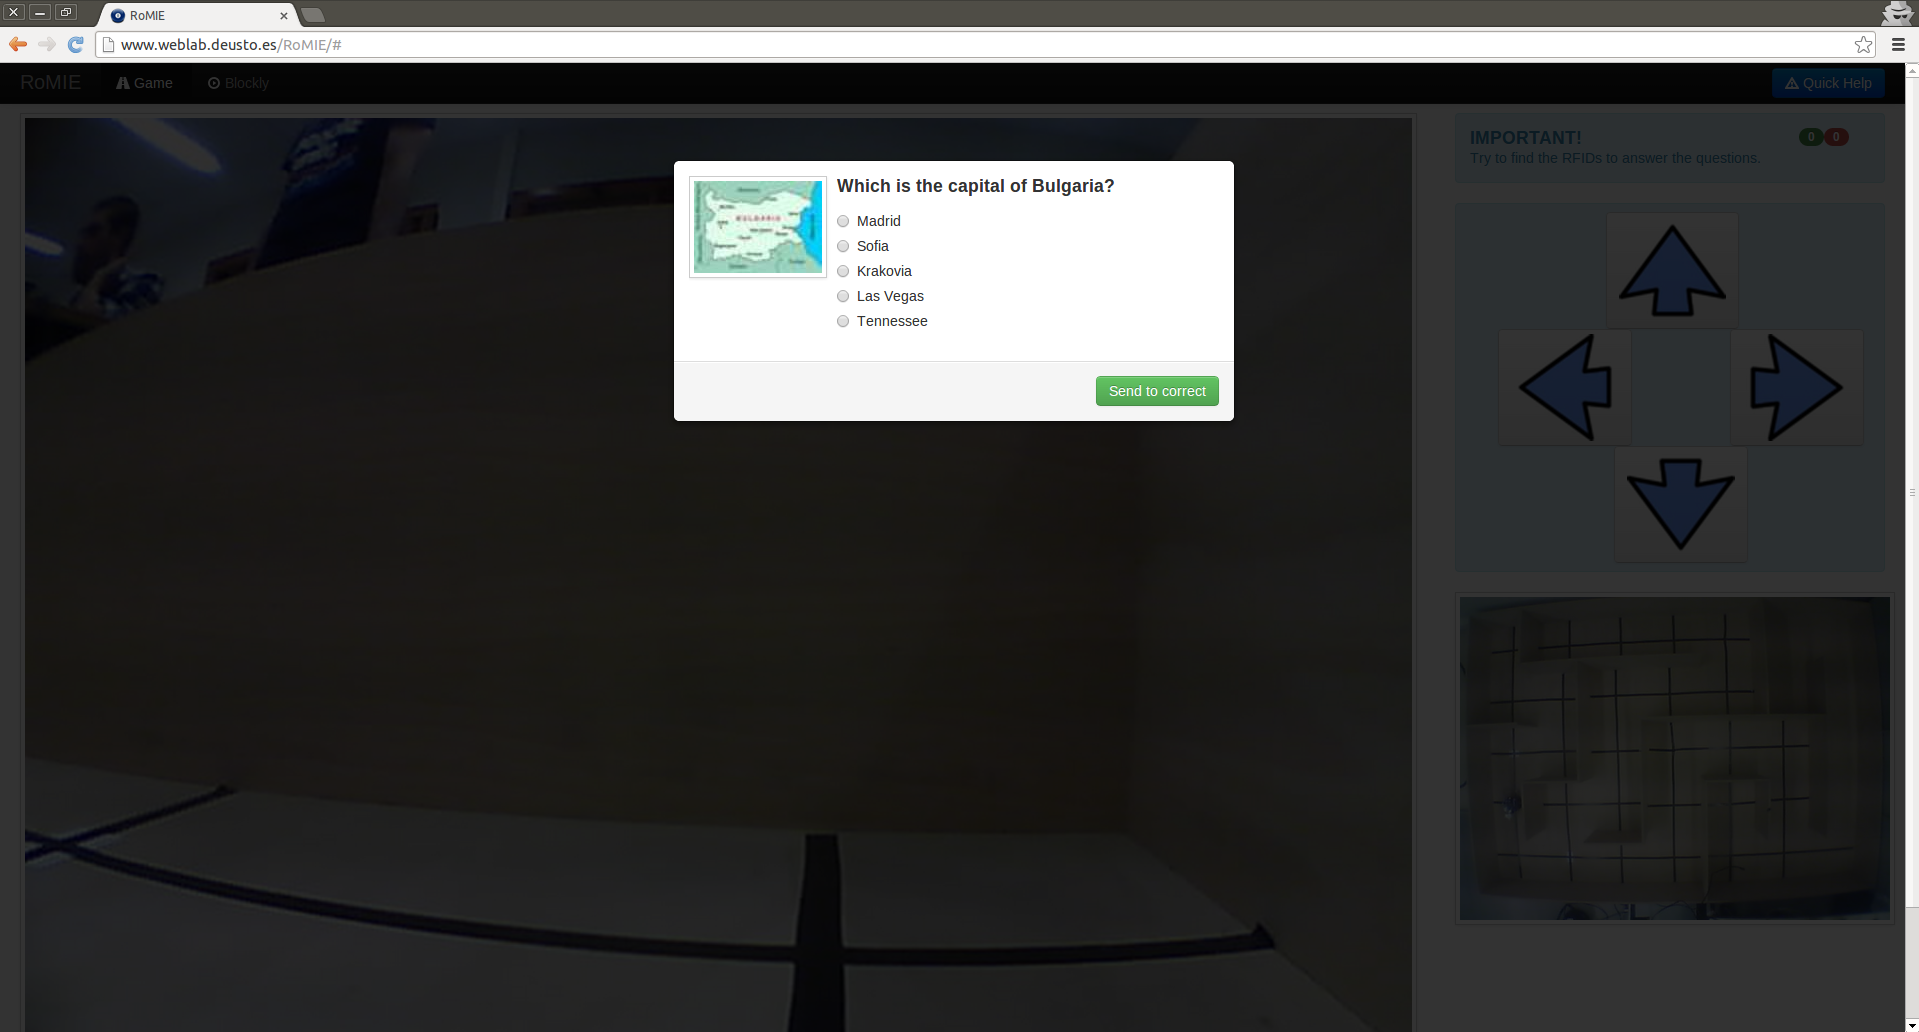 RoMIE
www.weblab.deusto.es/RoMIE/#
RoMIE
Game
Blockly
Quick Help
IMPORTANT!
0 0
Try to find the RFIDs to answer the questions.
Which is the capital of Bulgaria?
BULGARIA
Madrid
Sofia
Krakovia
Las Vegas
Tennessee
Send to correct